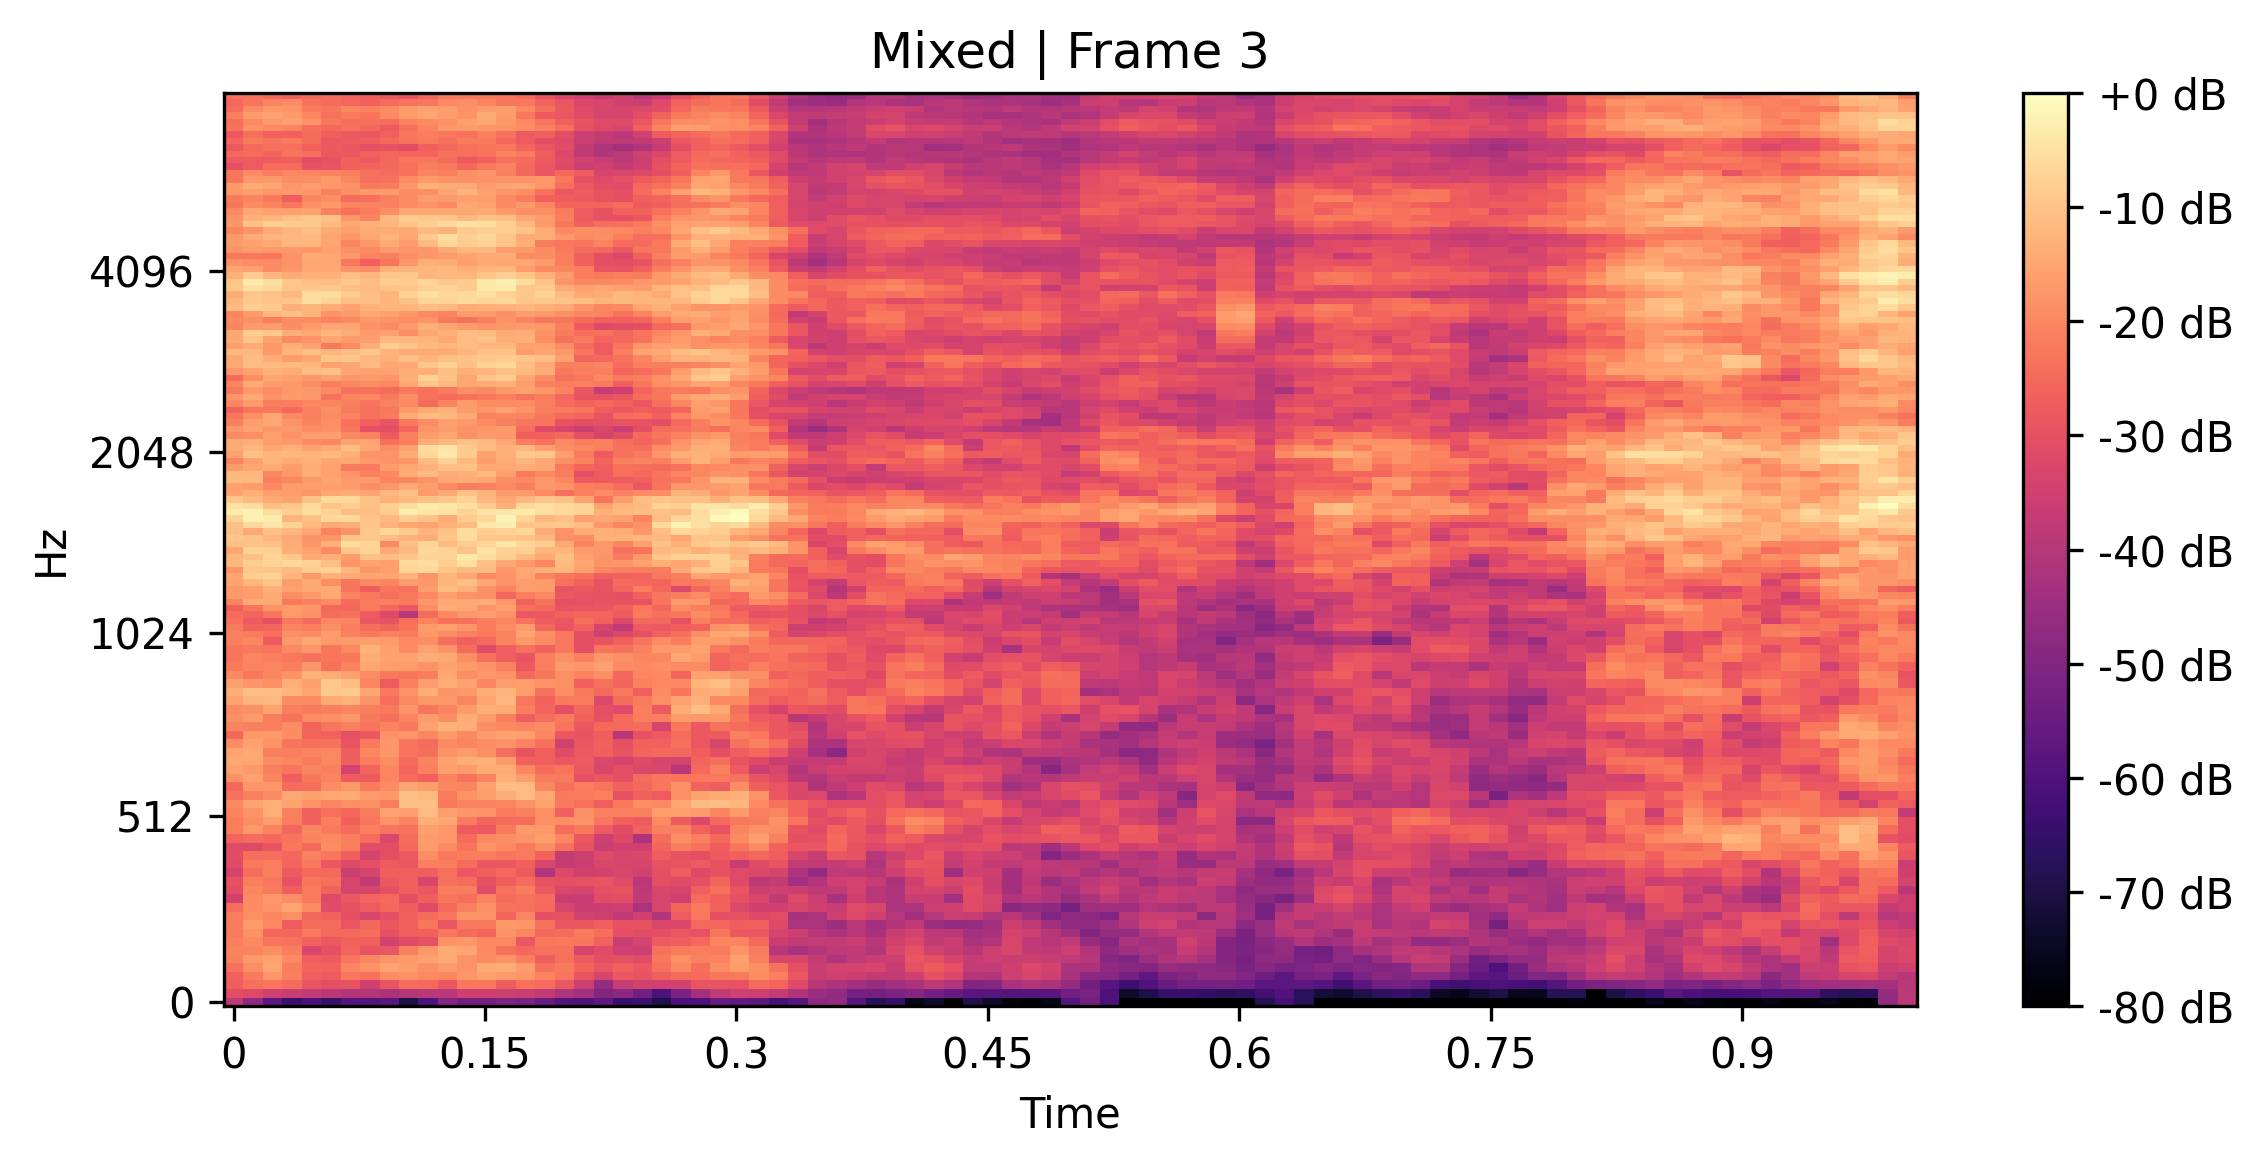 Mixed | Frame 3
+0 dB
-10 dB
-20 dB
-30 dB
-40 dB
-50 dB
-60 dB
-70 dB
-80 dB
4096
2048
1024
512
0
Hz
0 0.15 0.3 0.45 0.6 0.75 0.9
Time